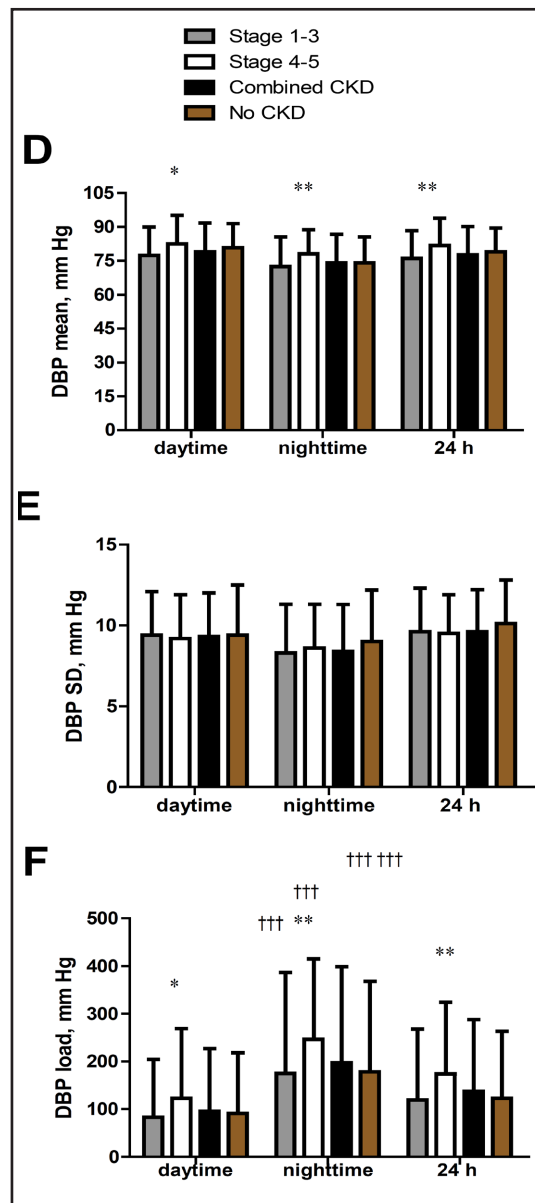 Stage 1-3
Stage 4-5
Combined CKD
No CKD
D
* ** **
DBP mean, mm Hg
105
90
75
60
45
30
15
0
daytime nighttime 24 h
E
DBP SD, mm Hg
15
10
5
0
daytime nighttime 24 h
F
††† †††
†††
††† **
* **
DBP load, mm Hg
500
400
300
200
100
0
daytime nighttime 24 h